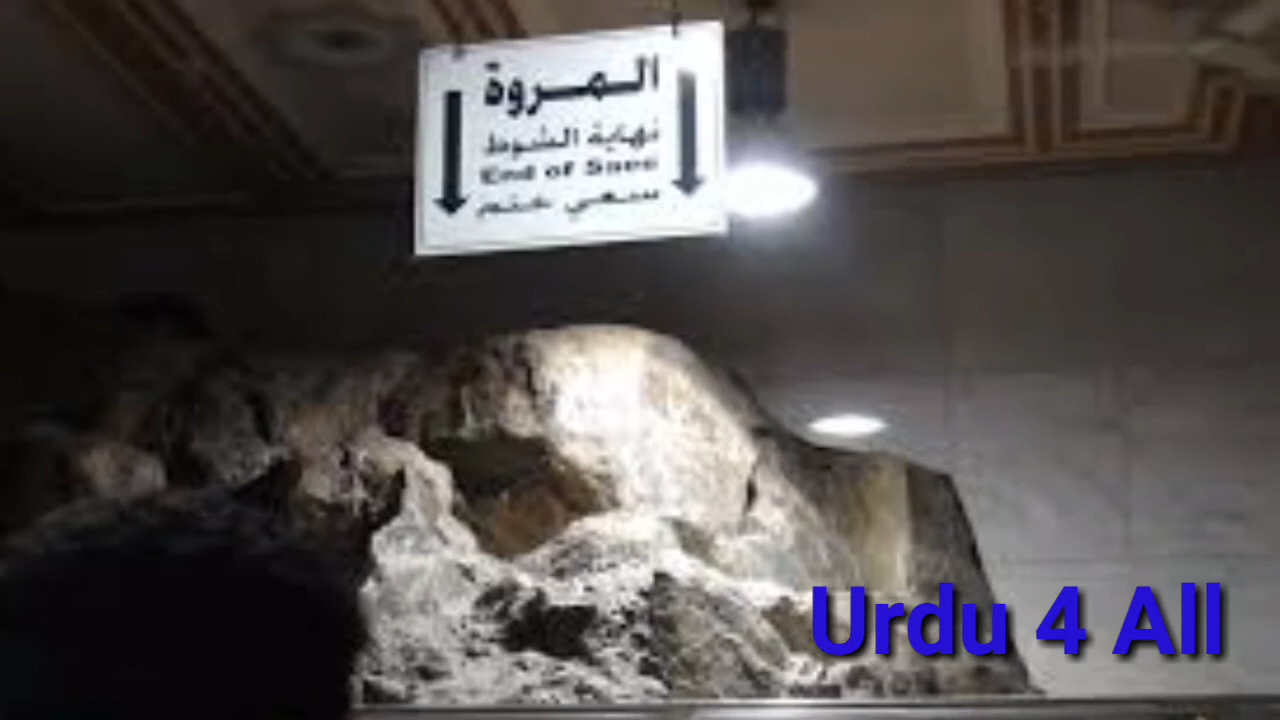 المروة
نهاية الشوط
End of Saee
سعي ختم
Urdu 4 All